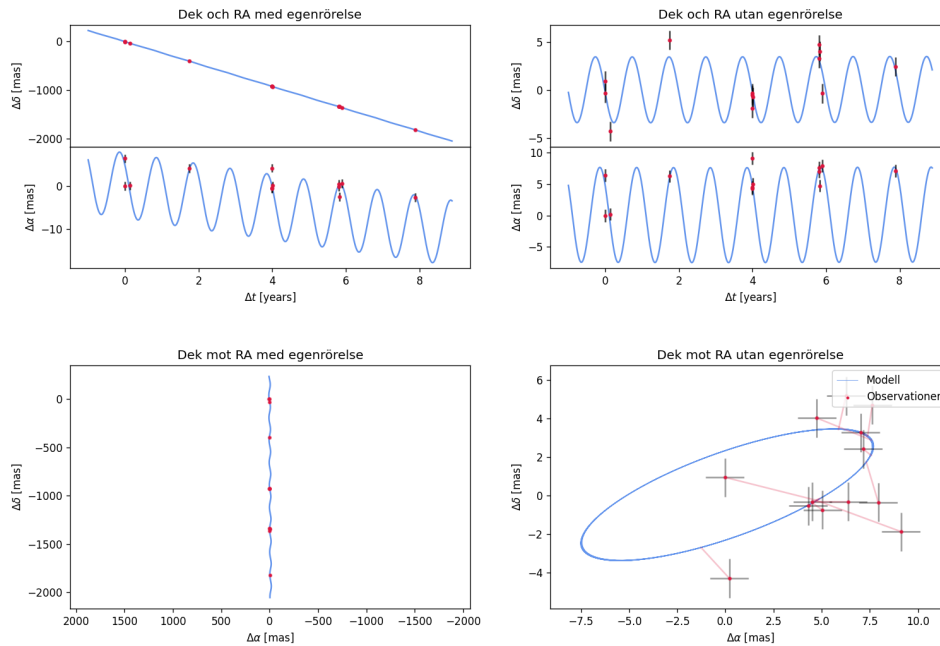 Dek och RA med egenrörelse
Δδ [mas]
0
−1000
−2000
Δα [mas]
0
−10
0 2 4 6 8
Δt [years]
Dek och RA utan egenrörelse
Δδ [mas]
5
0
−5
Δα [mas]
10
5
0
−5
0 2 4 6 8
Δt [years]
Dek mot RA med egenrörelse
Δδ [mas]
0
−500
−1000
−1500
−2000
2000 1500 1000 500 0 −500 −1000 −1500 −2000
Δα [mas]
Dek mot RA utan egenrörelse
Modell
Observationer
Δδ [mas]
6
4
2
0
−2
−4
−7.5 −5.0 −2.5 0.0 2.5 5.0 7.5 10.0
Δα [mas]